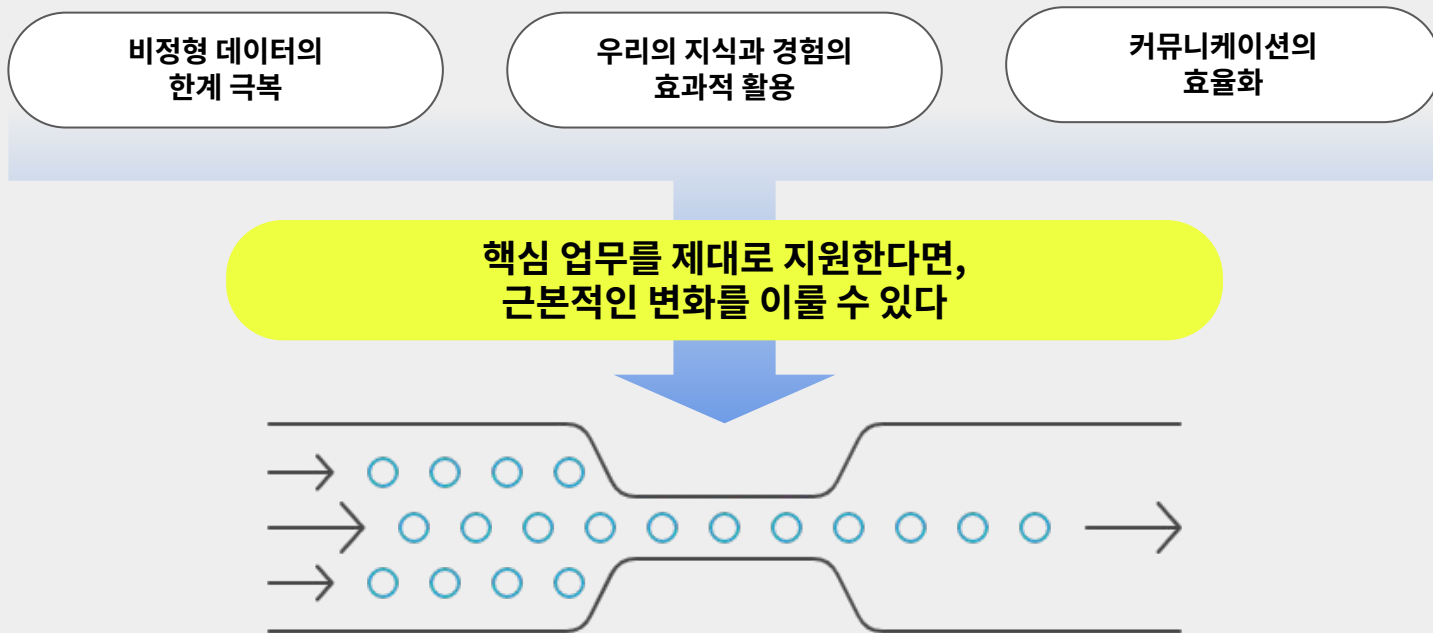 비정형 데이터의
한계 극복
우리의 지식과 경험의
효과적 활용
커뮤니케이션의
효율화
핵심 업무를 제대로 지원한다면,
근본적인 변화를 이룰 수 있다